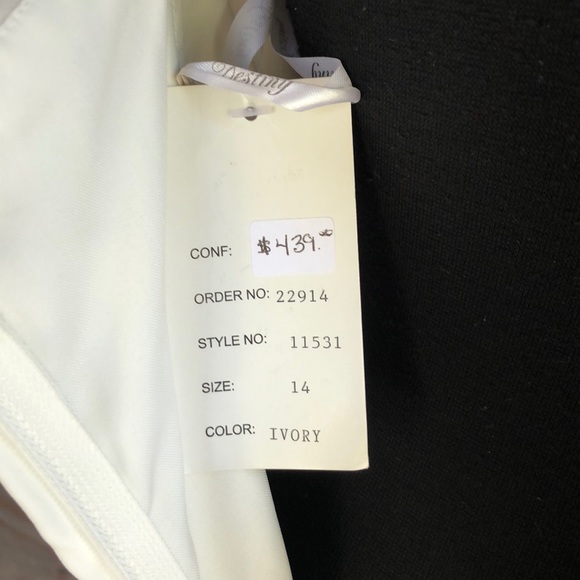 Destiny
CONF: $439.00
ORDER NO: 22914
STYLE NO: 11531
SIZE: 14
COLOR: IVORY